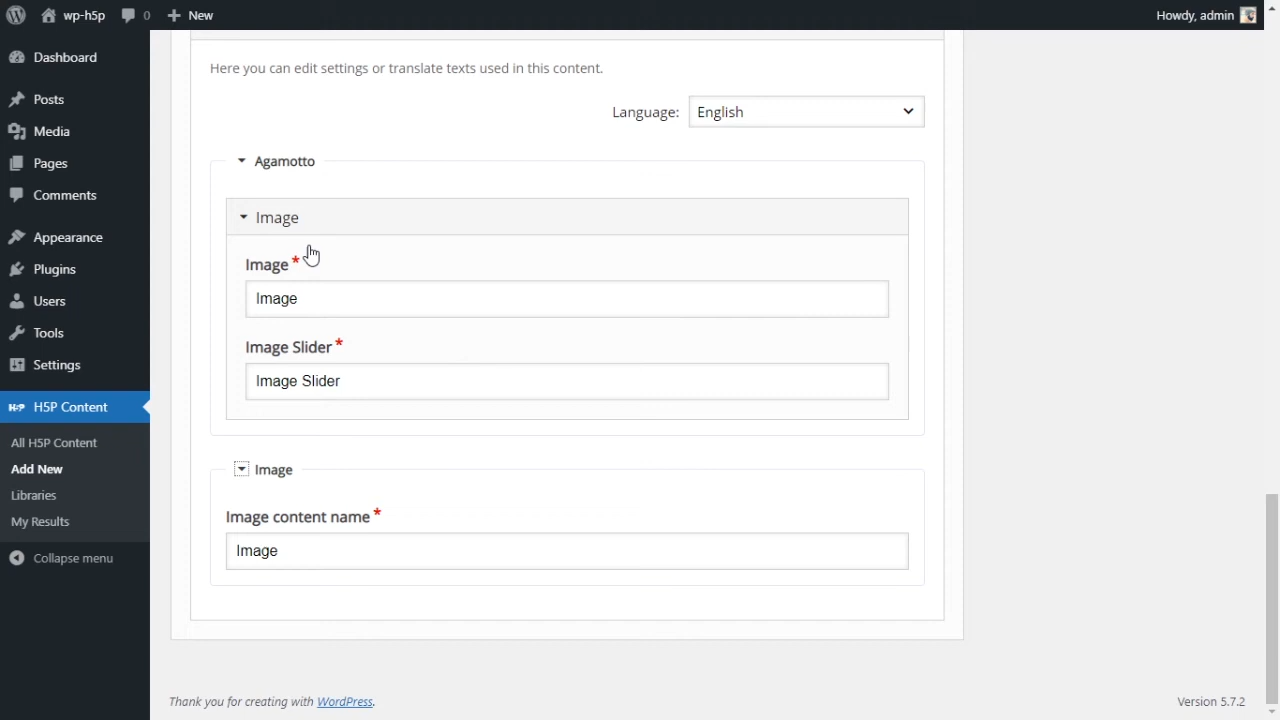 wp-h5p 0 New Howdy, admin
Dashboard
Posts
Media
Pages
Comments
Appearance
Plugins
Users
Tools
Settings
H5P H5P Content
All H5P Content
Add New
Libraries
My Results
Collapse menu
Here you can edit settings or translate texts used in this content.
Language: English
Agamotto
Image
Image *
Image
Image Slider *
Image Slider
Image
Image content name *
Image
Thank you for creating with WordPress. Version 5.7.2